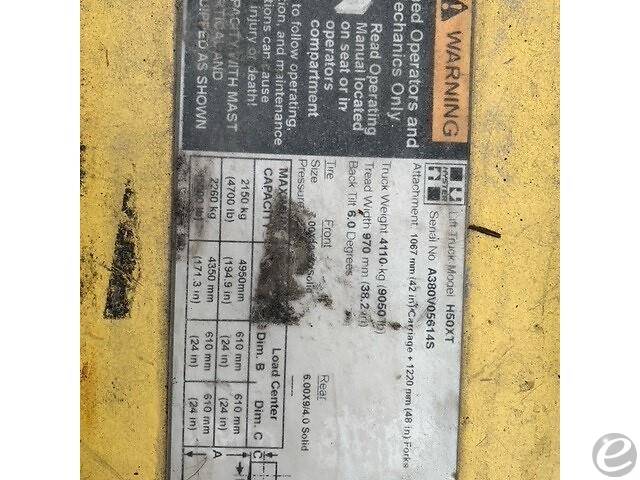 WARNING
ed Operators and
echanics Only.
Read Operating
Manual located
on seat or in
operators
compartment
to follow operating,
on, and maintenance
tions can cause
injury or death!
PACITY WITH MAST
TICAL AND
UPPED AS SHOWN
HYSTER
Lift Truck Model H50XT
Serial No. A380V05614S
Attachment: 1067 mm (42 in) Carriage + 1220 mm (48 in) Forks
Truck Weight 4110-kg (9050 lb)
Tread Width 970 mm (38.2 in)
Back Tilt 6.0 Degrees
Tire Front Rear
Size Solid 6.00X9/4.0 Solid
Pressure
CAPACITY Load Center
Dim. B Dim. C
2150 kg 4950mm 610 mm 610 mm
(4700 lb) (194.9 in) (24 in) (24 in)
2260 kg 4350 mm 610 mm 610 mm
(171.3 in) (24 in) (24 in)
C
A